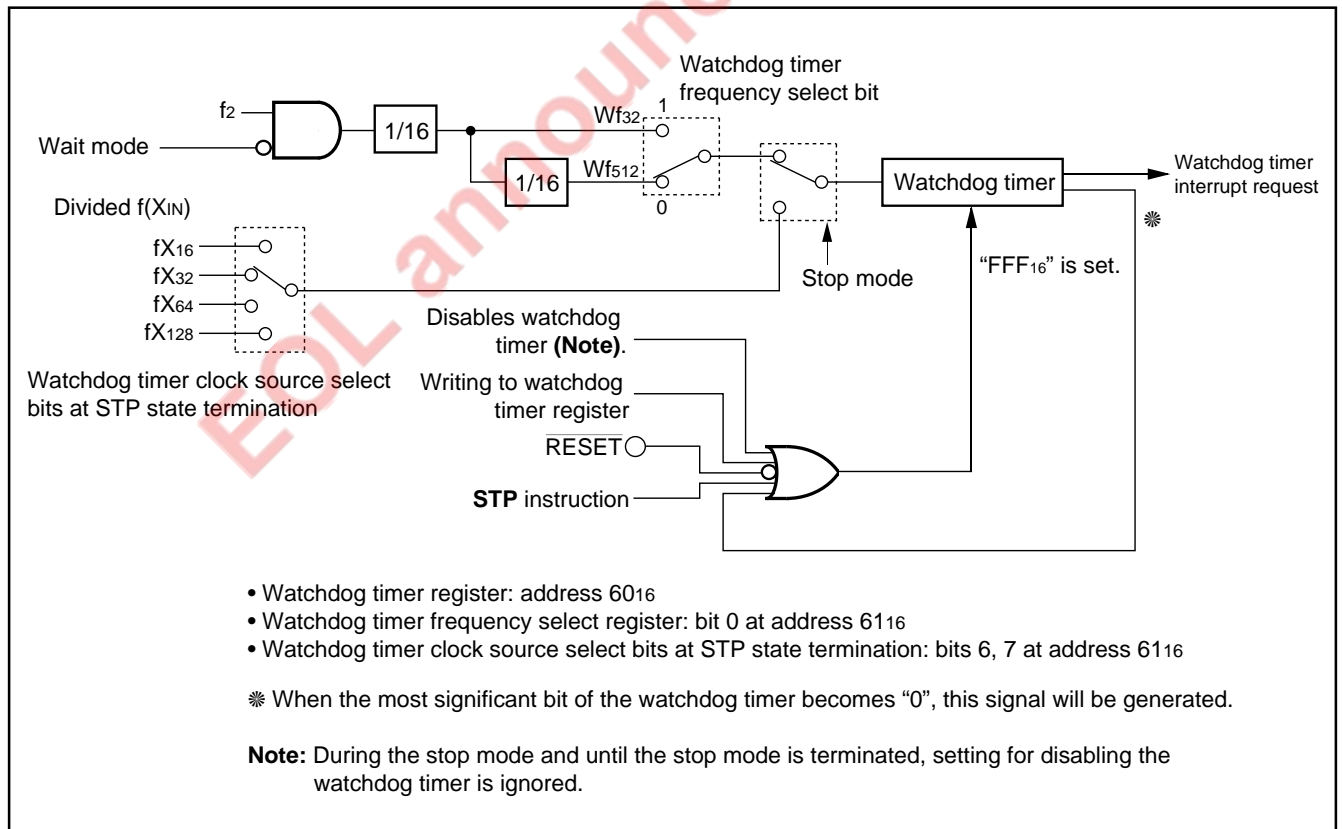 Watchdog timer
frequency select bit
f2
Wait mode
1/16
Wf32
1
1/16
Wf512
0
Watchdog timer
Watchdog timer
interrupt request
❋
Divided f(XIN)
fX16
fX32
fX64
fX128
Watchdog timer clock source select
bits at STP state termination
Stop mode
“FFF16” is set.
Disables watchdog
timer (Note).
Writing to watchdog
timer register
RESET
STP instruction
• Watchdog timer register: address 6016
• Watchdog timer frequency select register: bit 0 at address 6116
• Watchdog timer clock source select bits at STP state termination: bits 6, 7 at address 6116
❋ When the most significant bit of the watchdog timer becomes “0”, this signal will be generated.
Note: During the stop mode and until the stop mode is terminated, setting for disabling the
watchdog timer is ignored.
EOL announ